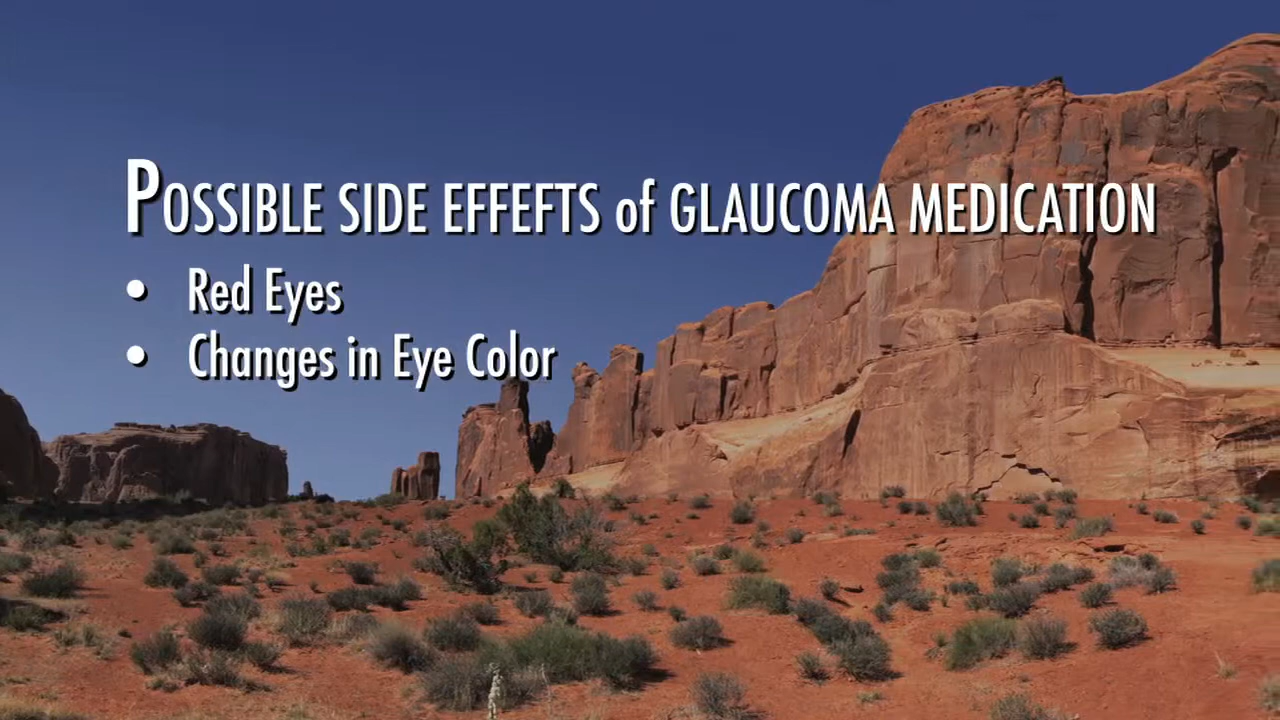 POSSIBLE SIDE EFFEFTS of GLAUCOMA MEDICATION
• Red Eyes
• Changes in Eye Color